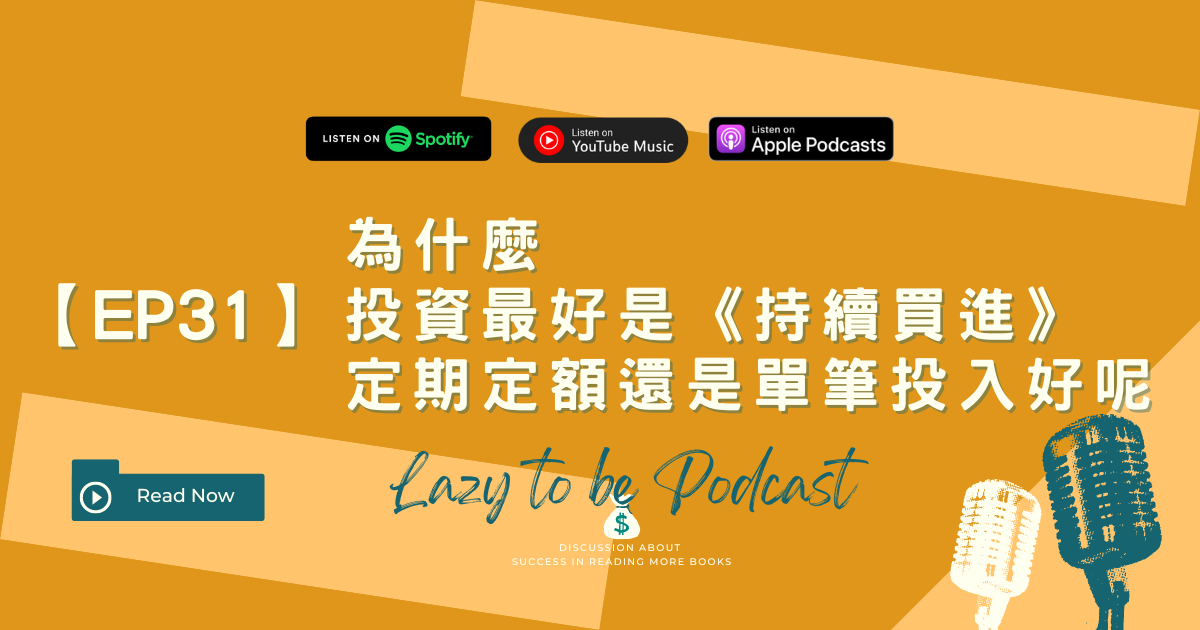 LISTEN ON Spotify
Listen on YouTube Music
Listen on Apple Podcasts
【EP31】
為什麼
投資最好是《持續買進》
定期定額還是單筆投入好呢
Read Now
Lazy to be Podcast
$
DISCUSSION ABOUT
SUCCESS IN READING MORE BOOKS